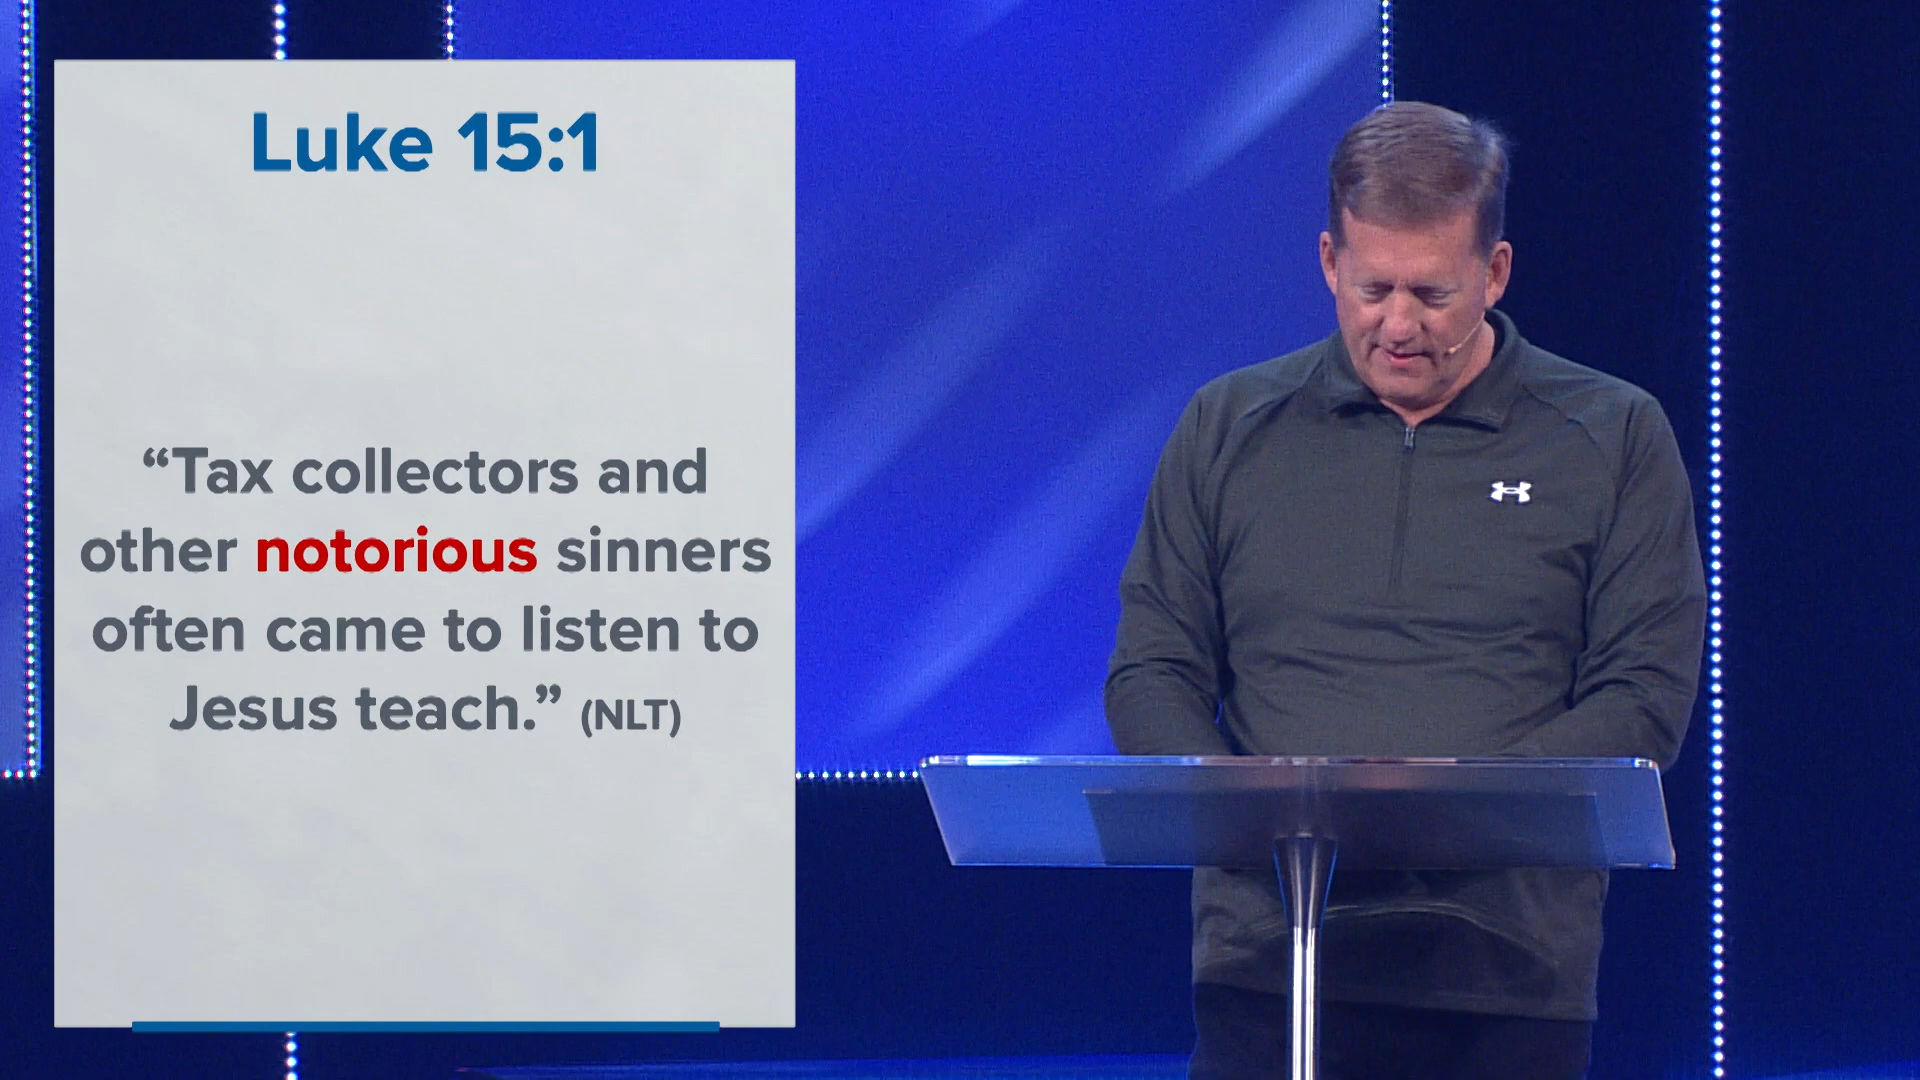 Luke 15:1
“Tax collectors and
other notorious sinners
often came to listen to
Jesus teach.” (NLT)